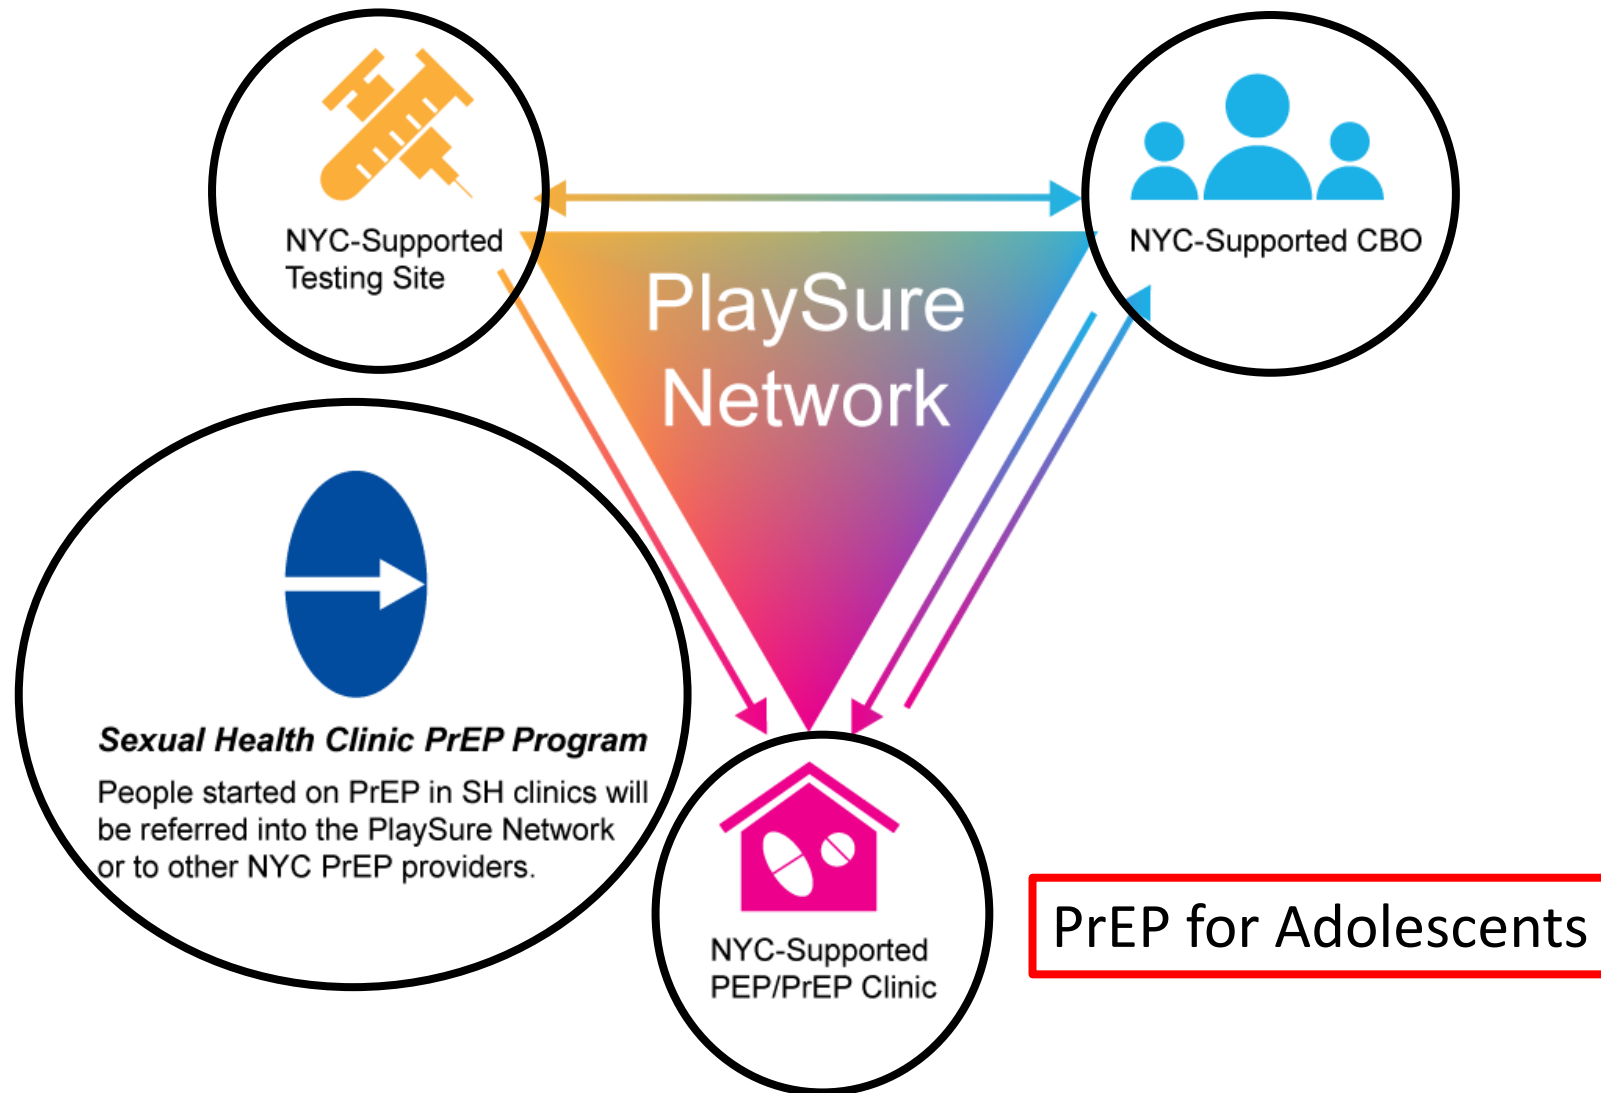 NYC-Supported
Testing Site
NYC-Supported CBO
PlaySure
Network
Sexual Health Clinic PrEP Program
People started on PrEP in SH clinics will
be referred into the PlaySure Network
or to other NYC PrEP providers.
NYC-Supported
PEP/PrEP Clinic
PrEP for Adolescents